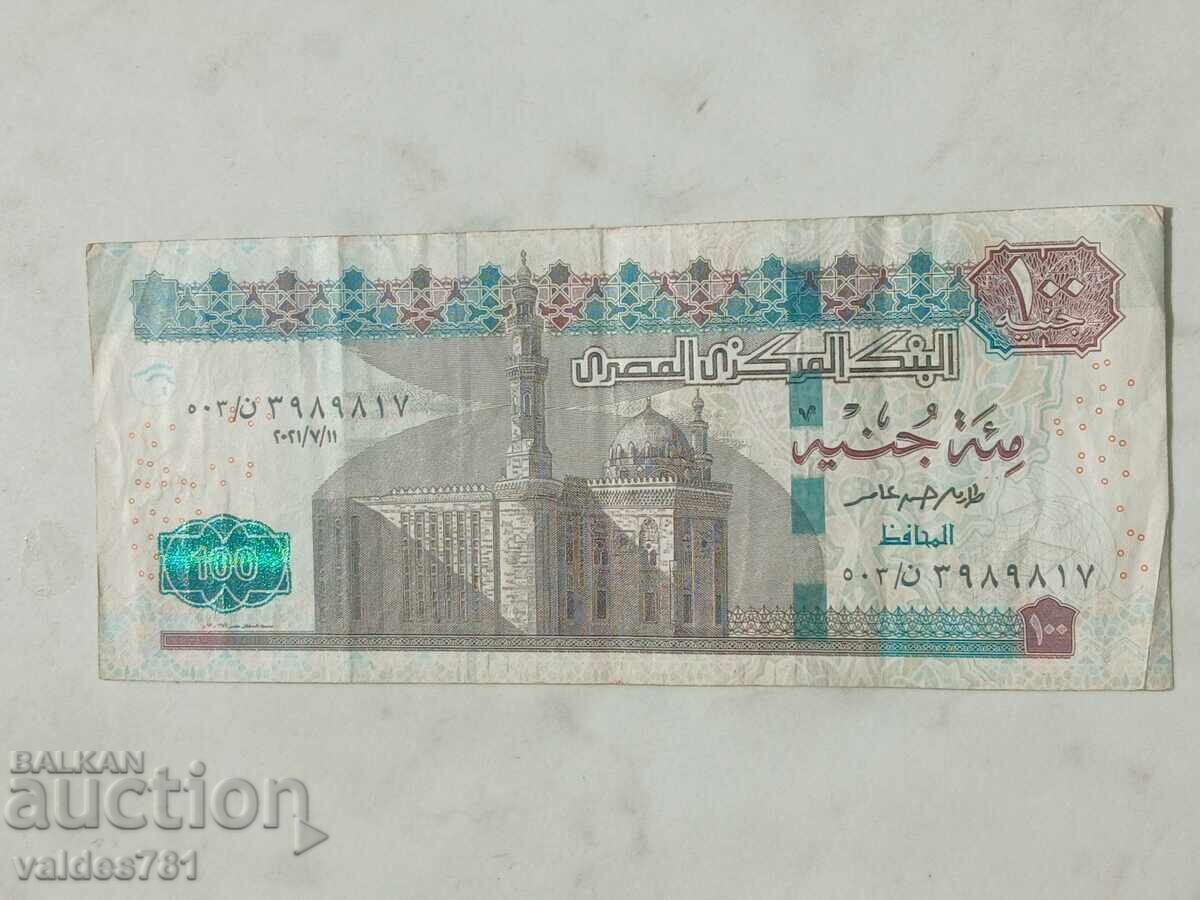 ١٠٠
جنيه
البنك المركزي المصري
٥٠٣/ن ٣٩٨٩٨١٧
٢٠٢١/٧/١١
مئة جنيه
طارق حسن عامر
المحافظ
100
٥٠٣/ن ٣٩٨٩٨١٧
١٠٠
BALKAN
auction
valdes781